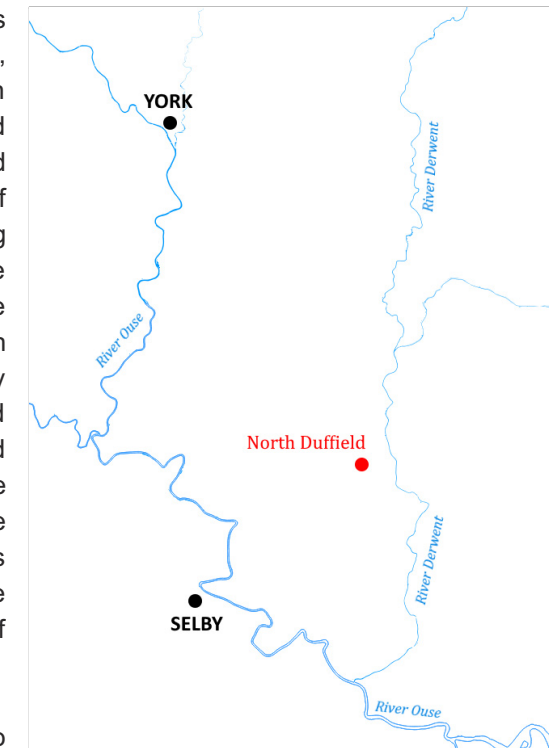 s
,
n
d
d
f
g
e
e
n
y
d
d
e
e
s
e
f
o
YORK
River Derwent
River Ouse
North Duffield
River Derwent
SELBY
River Ouse